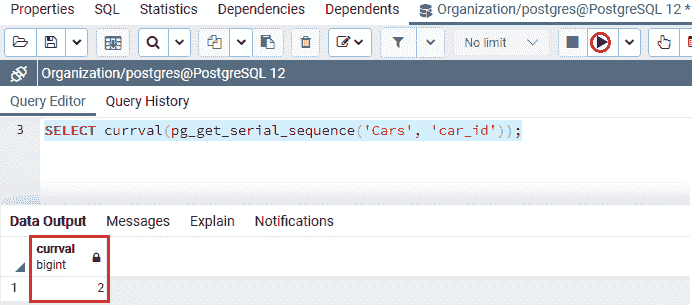 Properties SQL Statistics Dependencies Dependents Organization/postgres@PostgreSQL 12 *
No limit
Organization/postgres@PostgreSQL 12
Query Editor Query History
3 SELECT currval(pg_get_serial_sequence('Cars', 'car_id'));
Data Output Messages Explain Notifications
currval
bigint
1 2